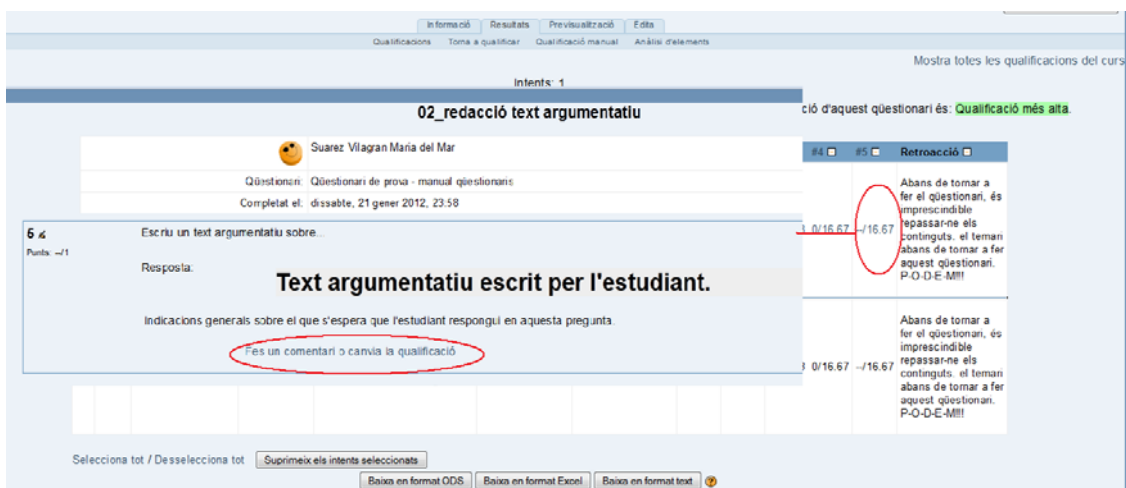 Informació Resultats Previsualització Edita
Qualificacions Torna a qualificar Qualificació manual Anàlisi d'elements
Mostra totes les qualificacions del curs
Intents: 1
02_redacció text argumentatiu
ció d'aquest qüestionari és: Qualificació més alta.
Suarez Vilagran Maria del Mar
#4 #5 Retroacció
Qüestionari: Qüestionari de prova - manual qüestionaris
Completat el: dissabte, 21 gener 2012, 23:58
Abans de tornar a
fer el qüestionari, és
imprescindible
repassar-ne els
continguts. el temari
abans de tornar a fer
aquest qüestionari.
P-O-D-E-M!!!
3 0/16.67 --/16.67
6
Punts: --/1
Escriu un text argumentatiu sobre...
Resposta:
Text argumentatiu escrit per l'estudiant.
Indicacions generals sobre el que s'espera que l'estudiant respongui en aquesta pregunta.
Fes un comentari o canvia la qualificació
3 0/16.67 --/16.67
Abans de tornar a
fer el qüestionari, és
imprescindible
repassar-ne els
continguts. el temari
abans de tornar a fer
aquest qüestionari.
P-O-D-E-M!!!
Selecciona tot / Desselecciona tot Suprimeix els intents seleccionats
Baixa en format ODS Baixa en format Excel Baixa en format text ?